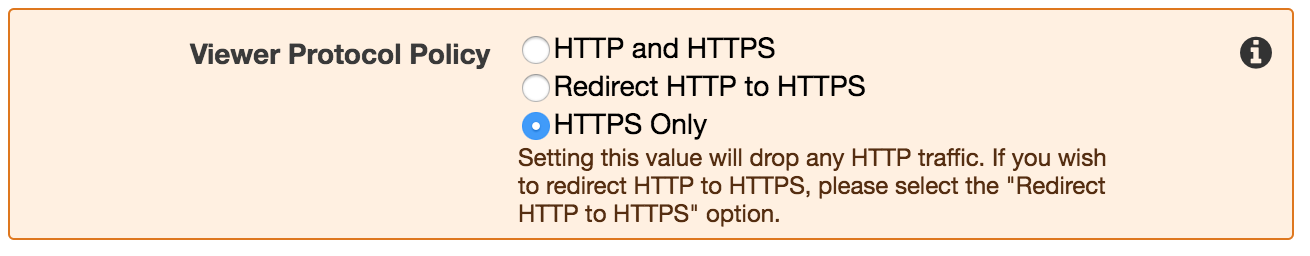 Viewer Protocol Policy
HTTP and HTTPS
Redirect HTTP to HTTPS
HTTPS Only
Setting this value will drop any HTTP traffic. If you wish
to redirect HTTP to HTTPS, please select the "Redirect
HTTP to HTTPS" option.